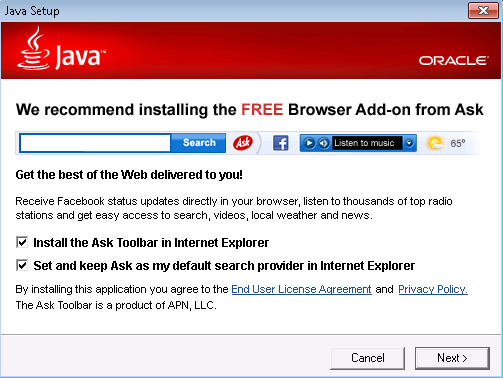 Java Setup
Java™
ORACLE®
We recommend installing the FREE Browser Add-on from Ask
Search Ask Listen to music 65°
Get the best of the Web delivered to you!
Receive Facebook status updates directly in your browser, listen to thousands of top radio
stations and get easy access to search, videos, local weather and news.
Install the Ask Toolbar in Internet Explorer
Set and keep Ask as my default search provider in Internet Explorer
By installing this application you agree to the End User License Agreement and Privacy Policy.
The Ask Toolbar is a product of APN, LLC.
Cancel Next >